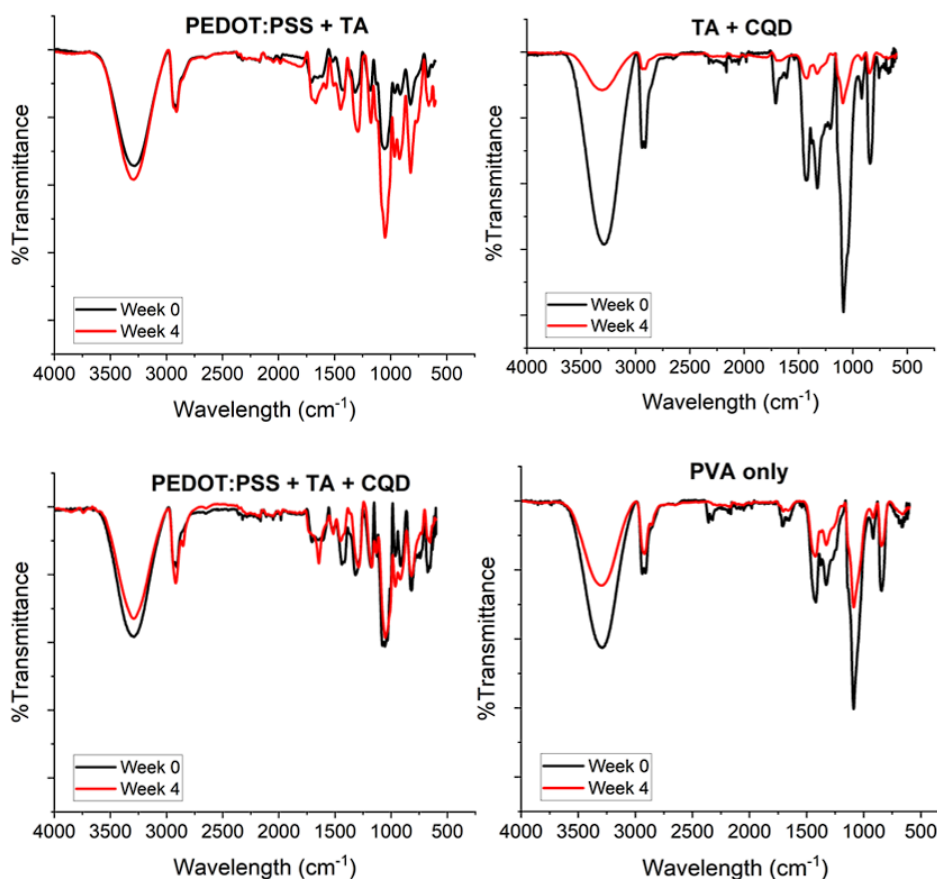 PEDOT:PSS + TA
%Transmittance
Week 0
Week 4
4000 3500 3000 2500 2000 1500 1000 500
Wavelength (cm⁻¹)
TA + CQD
%Transmittance
Week 0
Week 4
4000 3500 3000 2500 2000 1500 1000 500
Wavelength (cm⁻¹)
PEDOT:PSS + TA + CQD
%Transmittance
Week 0
Week 4
4000 3500 3000 2500 2000 1500 1000 500
Wavelength (cm⁻¹)
PVA only
%Transmittance
Week 0
Week 4
4000 3500 3000 2500 2000 1500 1000 500
Wavelength (cm⁻¹)